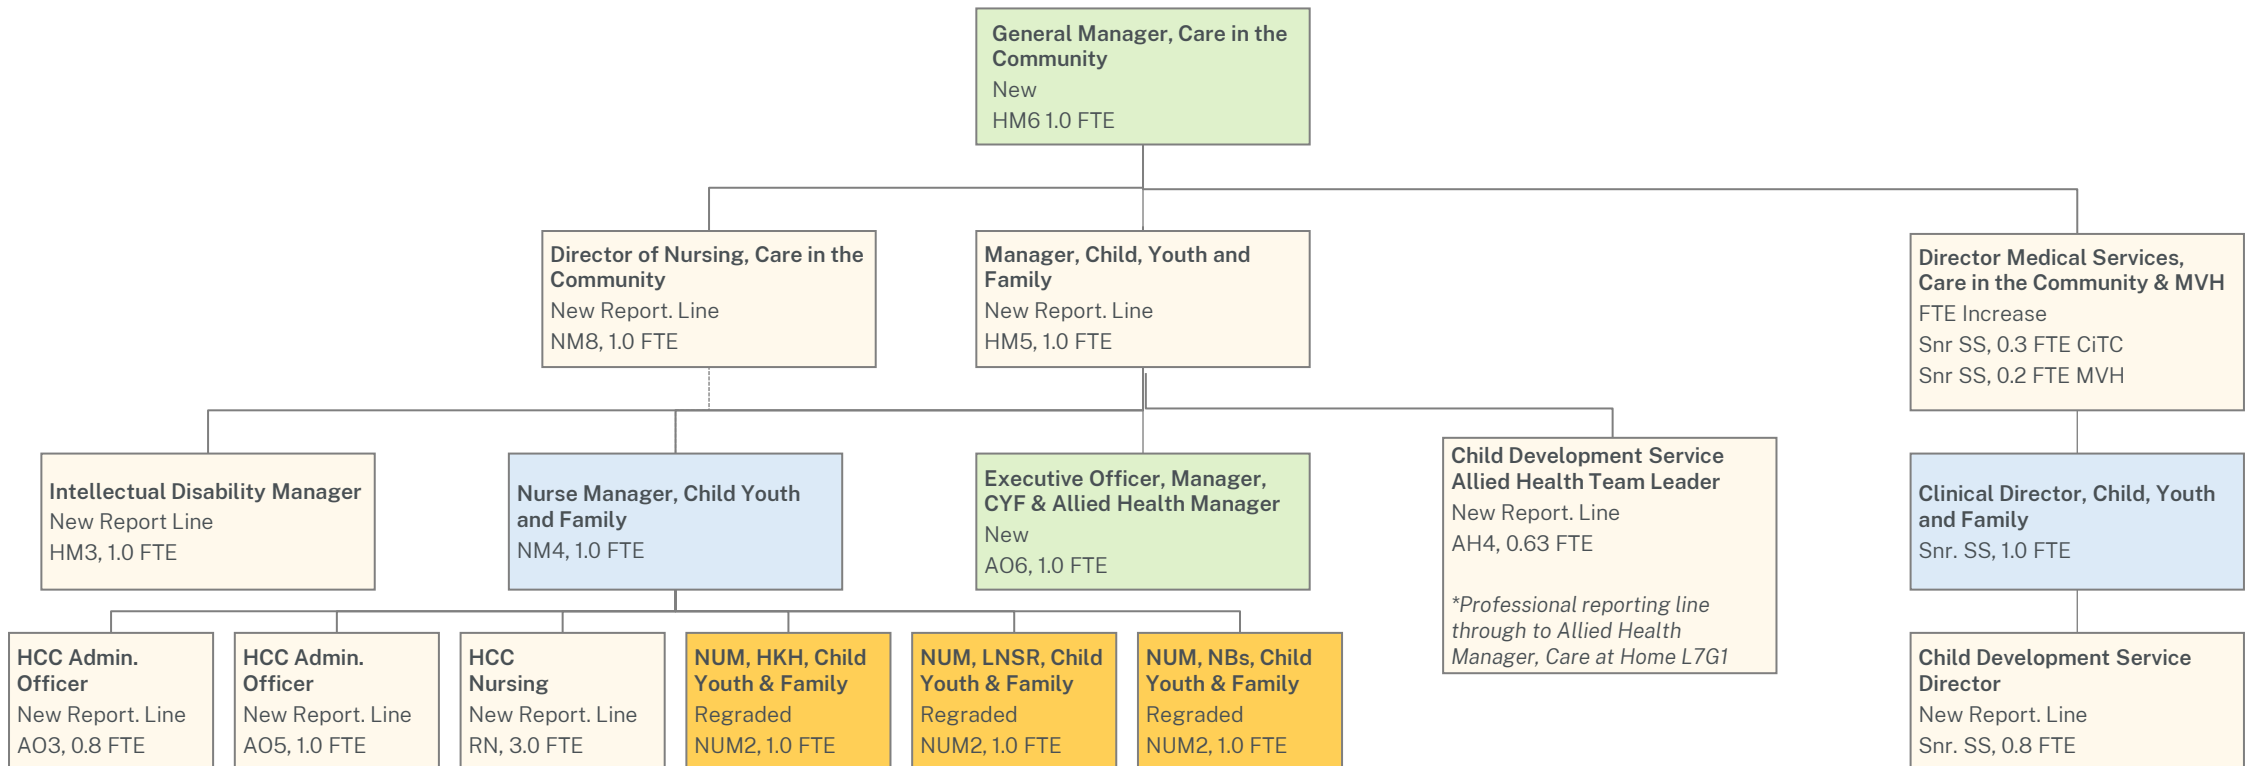 General Manager, Care in the
Community
New
HM6 1.0 FTE
Director of Nursing, Care in the
Community
New Report. Line
NM8, 1.0 FTE
Manager, Child, Youth and
Family
New Report. Line
HM5, 1.0 FTE
Director Medical Services,
Care in the Community & MVH
FTE Increase
Snr SS, 0.3 FTE CiTC
Snr SS, 0.2 FTE MVH
Intellectual Disability Manager
New Report Line
HM3, 1.0 FTE
Nurse Manager, Child Youth
and Family
NM4, 1.0 FTE
Executive Officer, Manager,
CYF & Allied Health Manager
New
AO6, 1.0 FTE
Child Development Service
Allied Health Team Leader
New Report. Line
AH4, 0.63 FTE
*Professional reporting line
through to Allied Health
Manager, Care at Home L7G1
Clinical Director, Child, Youth
and Family
Snr. SS, 1.0 FTE
HCC Admin.
Officer
New Report. Line
AO3, 0.8 FTE
HCC Admin.
Officer
New Report. Line
AO5, 1.0 FTE
HCC
Nursing
New Report. Line
RN, 3.0 FTE
NUM, HKH, Child
Youth & Family
Regraded
NUM2, 1.0 FTE
NUM, LNSR, Child
Youth & Family
Regraded
NUM2, 1.0 FTE
NUM, NBs, Child
Youth & Family
Regraded
NUM2, 1.0 FTE
Child Development Service
Director
New Report. Line
Snr. SS, 0.8 FTE